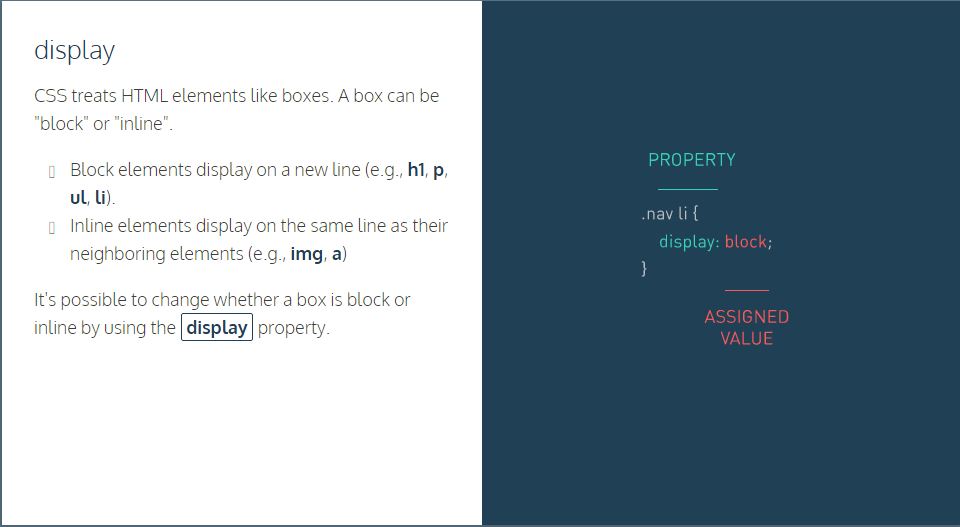 display
CSS treats HTML elements like boxes. A box can be
"block" or "inline".
Block elements display on a new line (e.g., h1, p,
ul, li).
Inline elements display on the same line as their
neighboring elements (e.g., img, a)
It's possible to change whether a box is block or
inline by using the display property.
PROPERTY
.nav li {
display: block;
}
ASSIGNED
VALUE